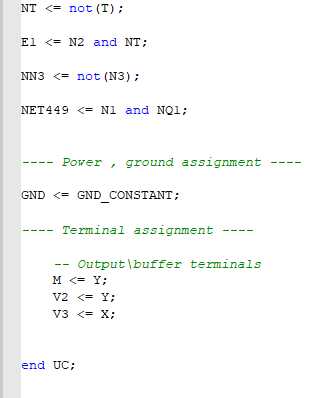 NT <= not(T);
E1 <= N2 and NT;
NN3 <= not(N3);
NET449 <= N1 and NQ1;
---- Power , ground assignment ----
GND <= GND_CONSTANT;
---- Terminal assignment ----
-- Output\buffer terminals
M <= Y;
V2 <= Y;
V3 <= X;
end UC;